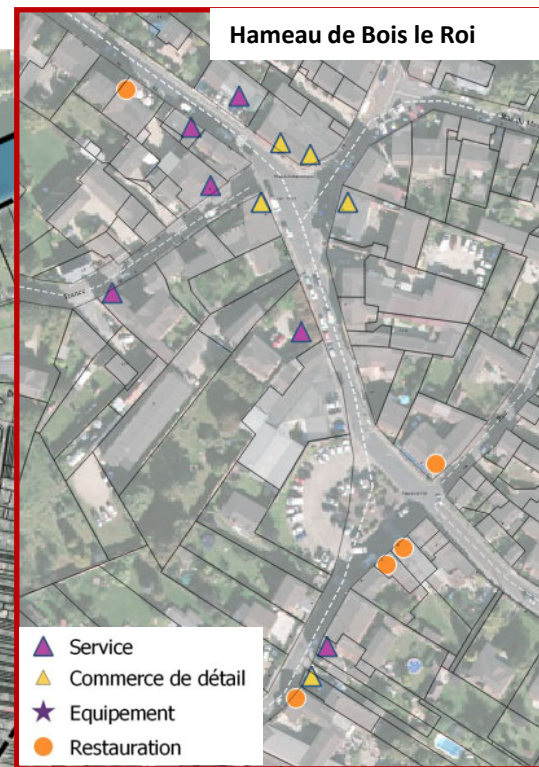 Hameau de Bois le Roi
Service
Commerce de détail
Equipement
Restauration